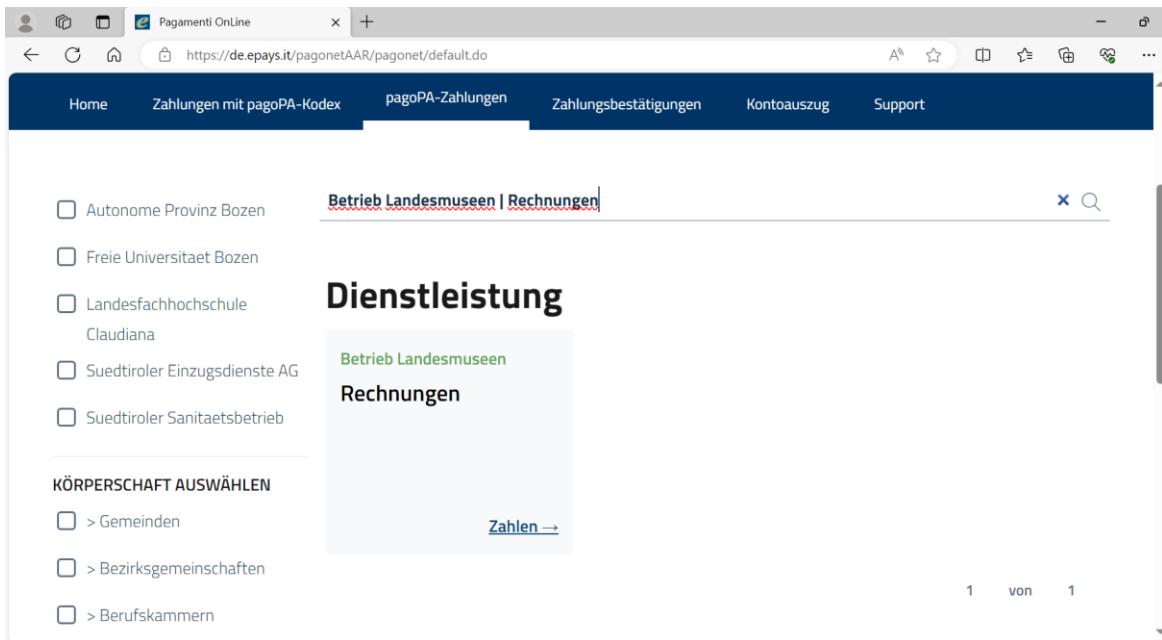 Pagamenti OnLine
https://de.epays.it/pagonetAAR/pagonet/default.do
Home Zahlungen mit pagoPA-Kodex pagoPA-Zahlungen Zahlungsbestätigungen Kontoauszug Support
Betrieb Landesmuseen | Rechnungen
Autonome Provinz Bozen
Freie Universitaet Bozen
Landesfachhochschule
Claudiana
Suedtiroler Einzugsdienste AG
Suedtiroler Sanitaetsbetrieb
KÖRPERSCHAFT AUSWÄHLEN
> Gemeinden
> Bezirksgemeinschaften
> Berufskammern
Dienstleistung
Betrieb Landesmuseen
Rechnungen
Zahlen →
1 von 1